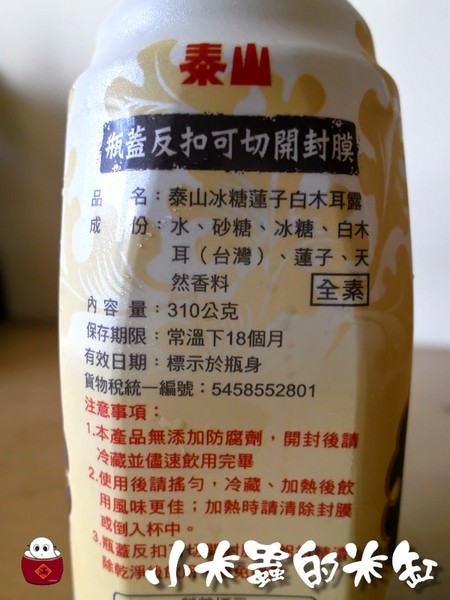 泰山
瓶蓋反扣可切開封膜
品名：泰山冰糖蓮子白木耳露
成份：水、砂糖、冰糖、白木
耳（台灣）、蓮子、天
然香料
全素
內容量：310公克
保存期限：常溫下18個月
有效日期：標示於瓶身
貨物稅統一編號：5458552801
注意事項：
1.本產品無添加防腐劑，開封後請
冷藏並儘速飲用完畢
2.使用後請搖勻，冷藏、加熱後飲
用風味更佳；加熱時請清除封膜
或倒入杯中。
3.瓶蓋反扣
除乾淨後
小米蟲的米缸